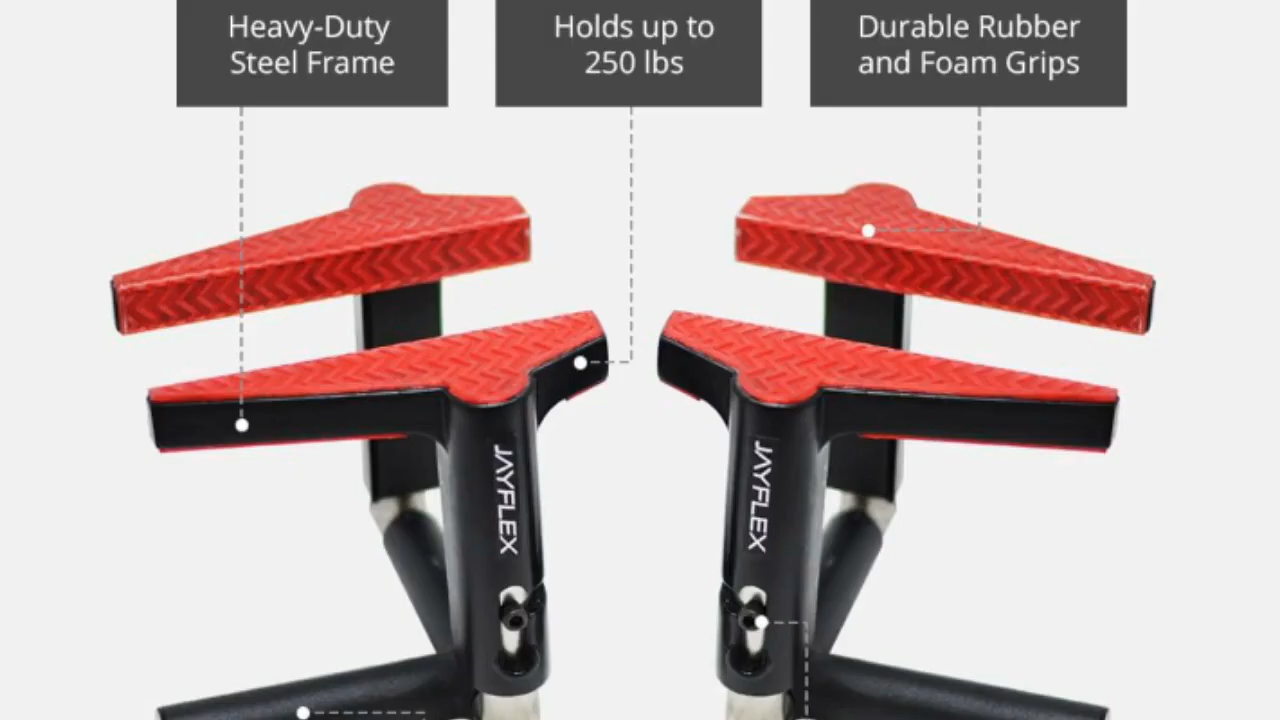 Heavy-Duty
Steel Frame
Holds up to
250 lbs
Durable Rubber
and Foam Grips
JAYFLEX
JAYFLEX